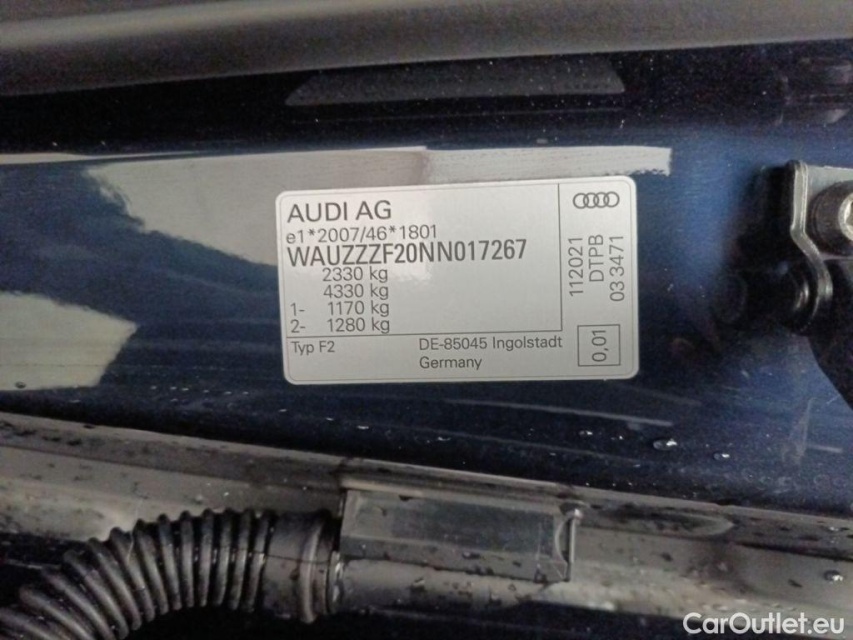 AUDI AG
e1*2007/46*1801
WAUZZZF20NN017267
2330 kg
4330 kg
1- 1170 kg
2- 1280 kg
Typ F2
DE-85045 Ingolstadt
Germany
112021
DTPB
03 3471
0,01
CarOutlet.eu